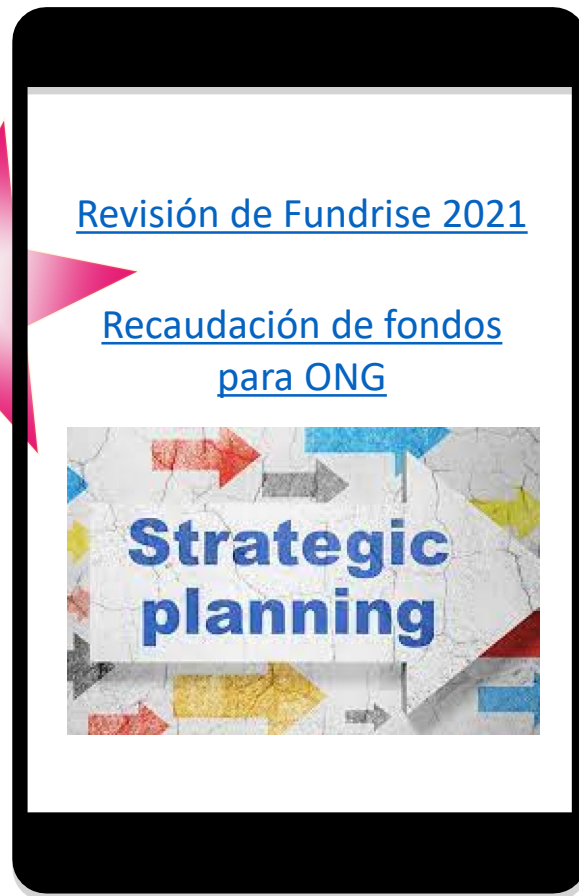 Revisión de Fundrise 2021
Recaudación de fondos
para ONG
Strategic
planning